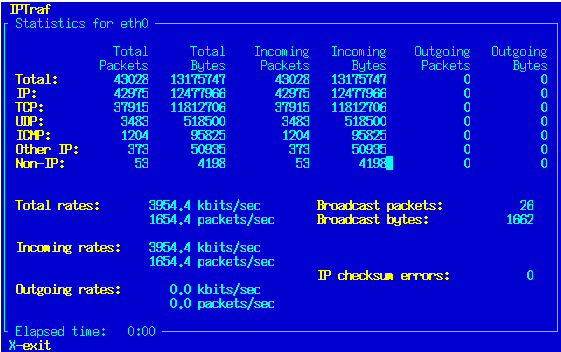 IPTraf
Statistics for eth0
Total Total Incoming Incoming Outgoing Outgoing
Packets Bytes Packets Bytes Packets Bytes
Total: 43028 13175747 43028 13175747 0 0
IP: 42975 12477966 42975 12477966 0 0
TCP: 37915 11812706 37915 11812706 0 0
UDP: 3483 518500 3483 518500 0 0
ICMP: 1204 95825 1204 95825 0 0
Other IP: 373 50935 373 50935 0 0
Non-IP: 53 4198 53 4198 0 0
Total rates: 3954.4 kbits/sec Broadcast packets: 26
1654.4 packets/sec Broadcast bytes: 1662
Incoming rates: 3954.4 kbits/sec
1654.4 packets/sec
IP checksum errors: 0
Outgoing rates: 0.0 kbits/sec
0.0 packets/sec
Elapsed time: 0:00
X-exit